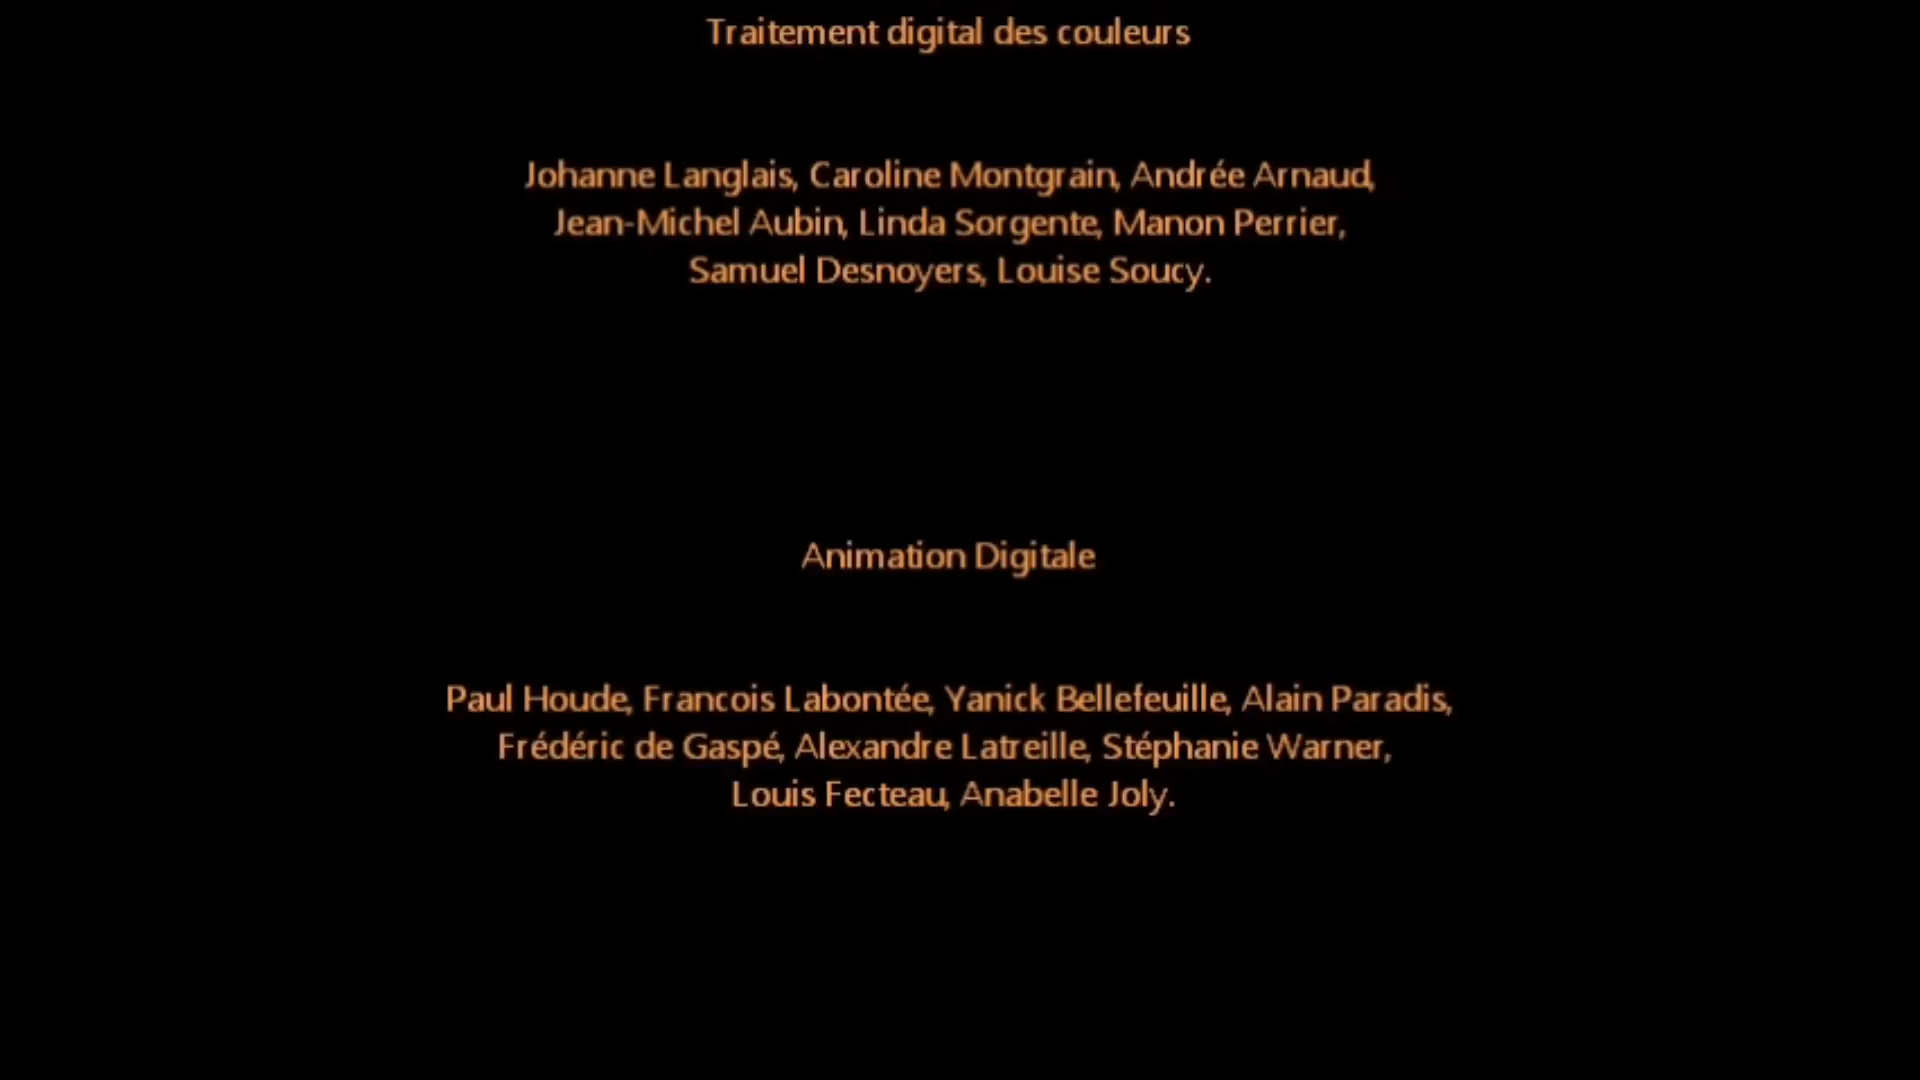 Traitement digital des couleurs
Johanne Langlais, Caroline Montgrain, Andrée Arnaud,
Jean-Michel Aubin, Linda Sorgente, Manon Perrier,
Samuel Desnoyers, Louise Soucy.
Animation Digitale
Paul Houde, Francois Labontée, Yanick Bellefeuille, Alain Paradis,
Frédéric de Gaspé, Alexandre Latreille, Stéphanie Warner,
Louis Fecteau, Anabelle Joly.